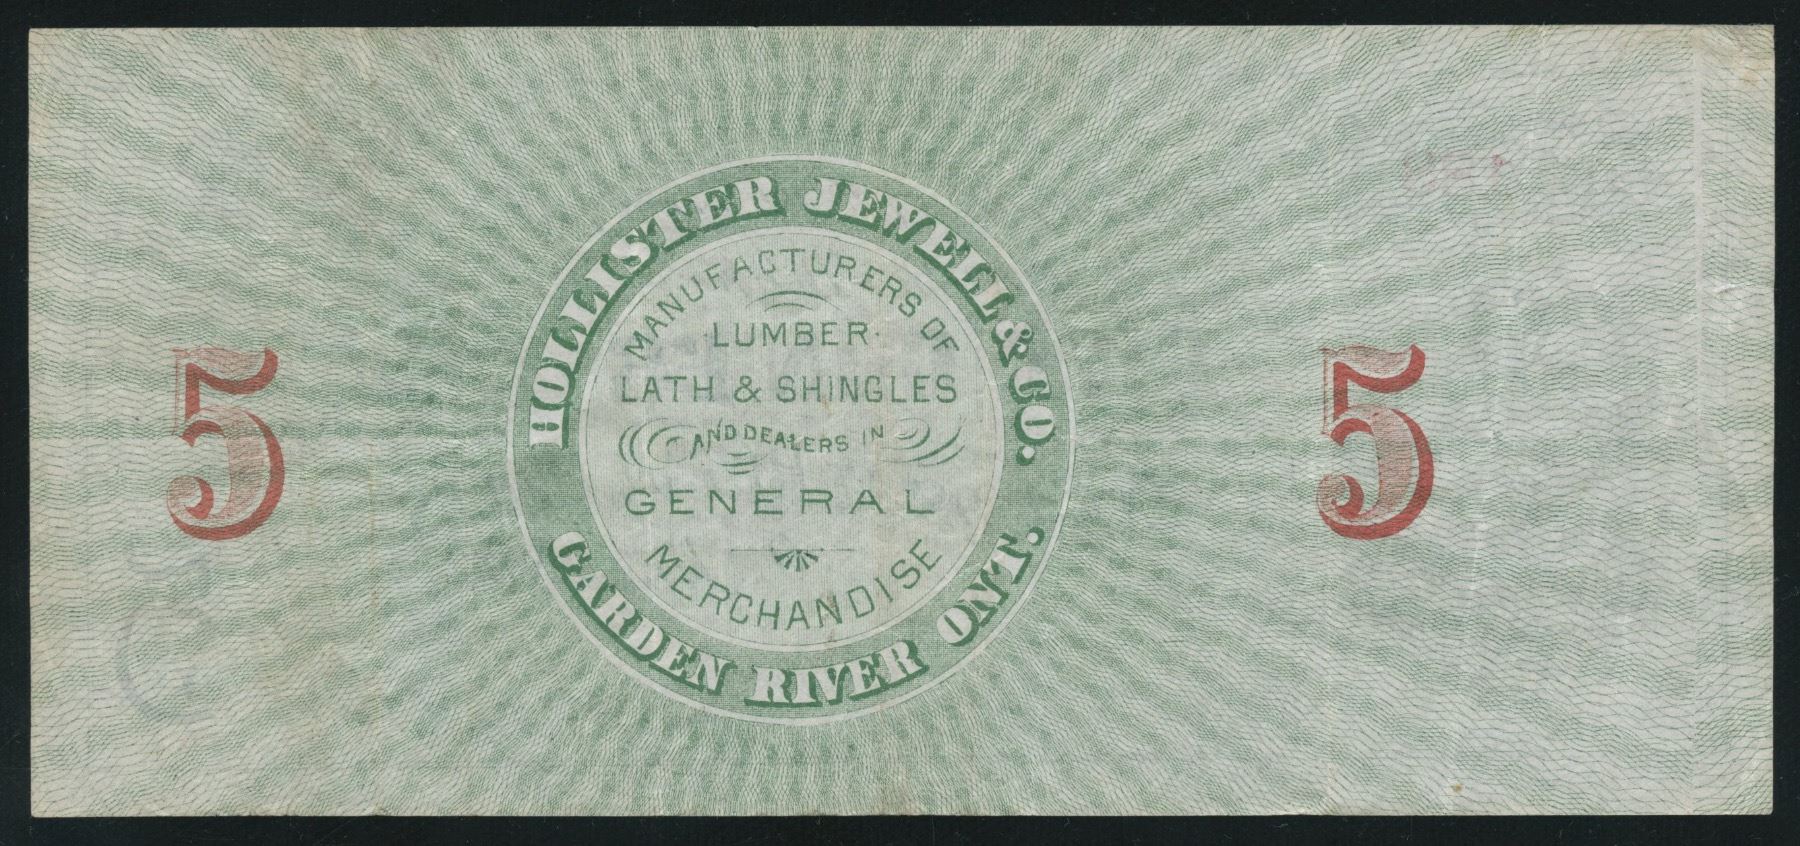 HOLLISTER JEWELL & CO.
MANUFACTURERS OF
LUMBER
LATH & SHINGLES
AND DEALERS IN
GENERAL
MERCHANDISE
GARDEN RIVER ONT.
5
5